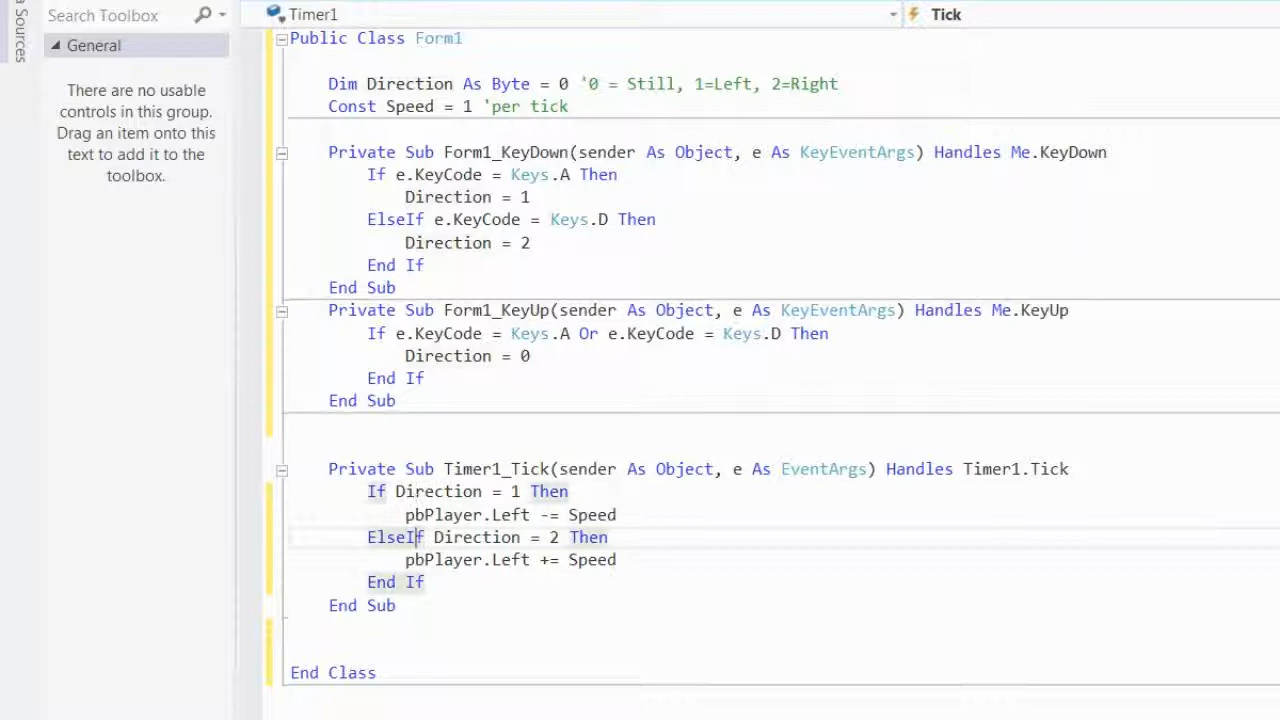 a Sources
Search Toolbox
General
There are no usable
controls in this group.
Drag an item onto this
text to add it to the
toolbox.
Timer1
Tick
Public Class Form1
Dim Direction As Byte = 0 '0 = Still, 1=Left, 2=Right
Const Speed = 1 'per tick
Private Sub Form1_KeyDown(sender As Object, e As KeyEventArgs) Handles Me.KeyDown
If e.KeyCode = Keys.A Then
Direction = 1
ElseIf e.KeyCode = Keys.D Then
Direction = 2
End If
End Sub
Private Sub Form1_KeyUp(sender As Object, e As KeyEventArgs) Handles Me.KeyUp
If e.KeyCode = Keys.A Or e.KeyCode = Keys.D Then
Direction = 0
End If
End Sub
Private Sub Timer1_Tick(sender As Object, e As EventArgs) Handles Timer1.Tick
If Direction = 1 Then
pbPlayer.Left -= Speed
ElseIf Direction = 2 Then
pbPlayer.Left += Speed
End If
End Sub
End Class